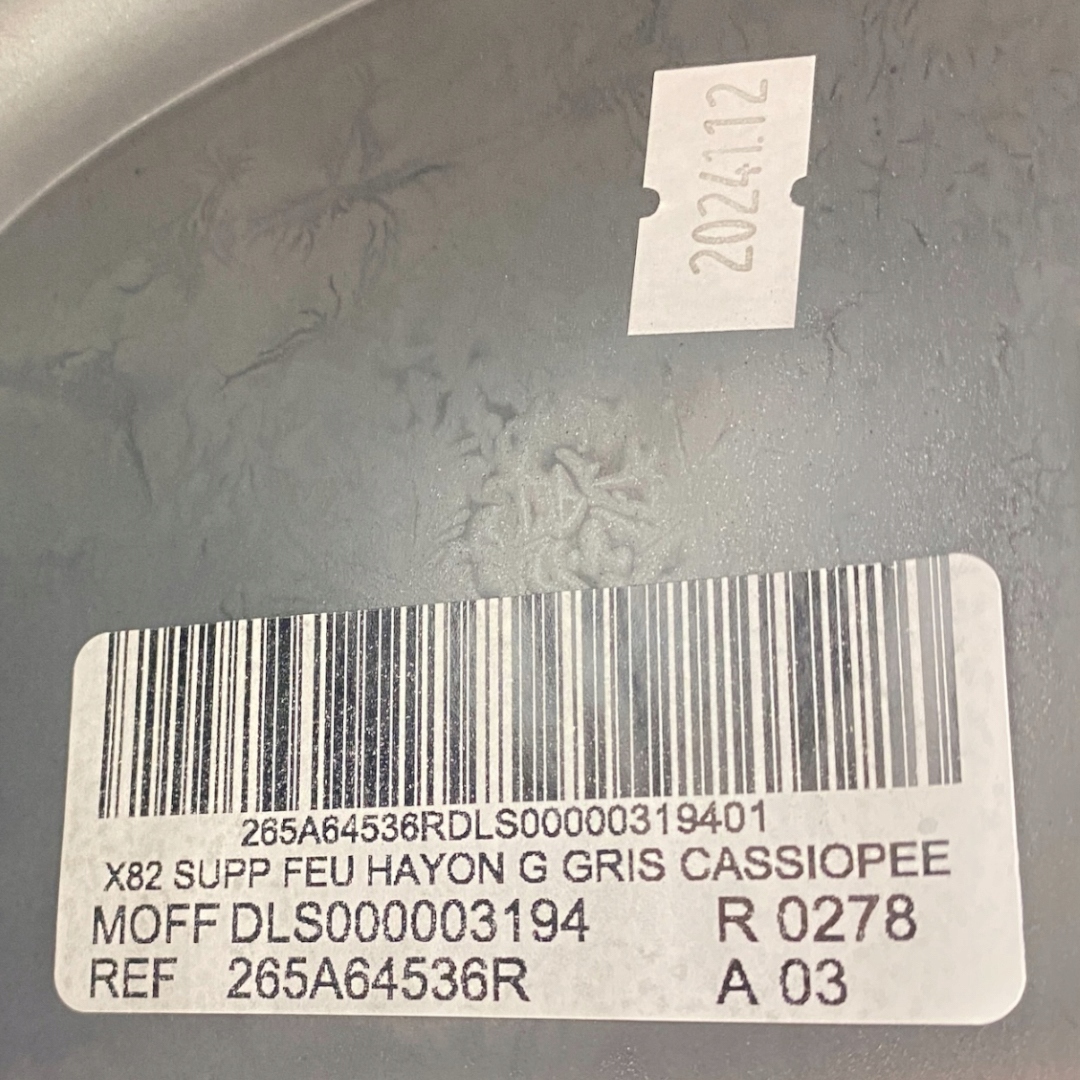 2024.1.12
265A64536RDLS00000319401
X82 SUPP FEU HAYON G GRIS CASSIOPEE
MOFF DLS000003194 R 0278
REF 265A64536R A 03